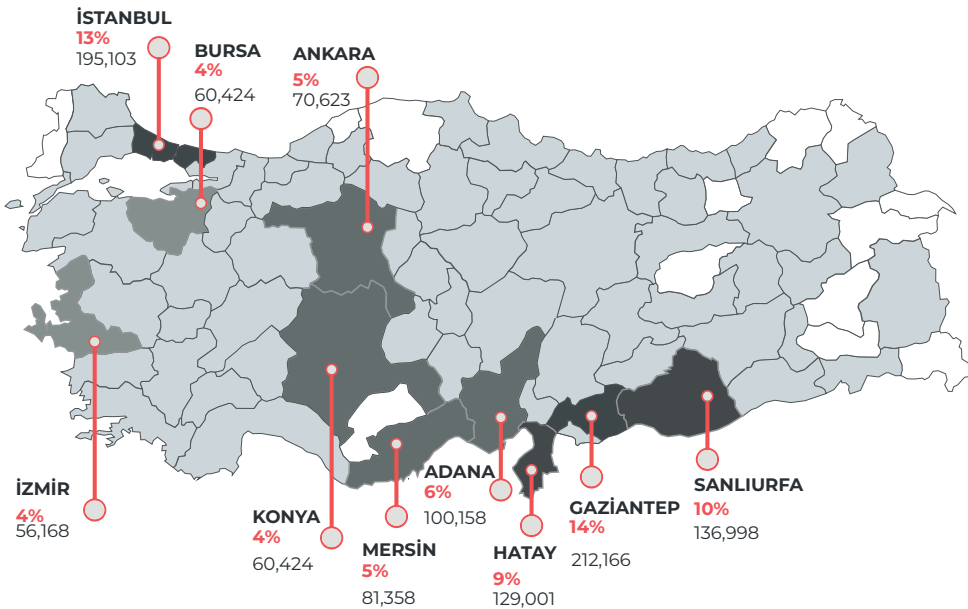 İSTANBUL
13%
195,103
BURSA
4%
60,424
ANKARA
5%
70,623
İZMİR
4%
56,168
KONYA
4%
60,424
MERSİN
5%
81,358
ADANA
6%
100,158
HATAY
9%
129,001
GAZİANTEP
14%
212,166
SANLIURFA
10%
136,998